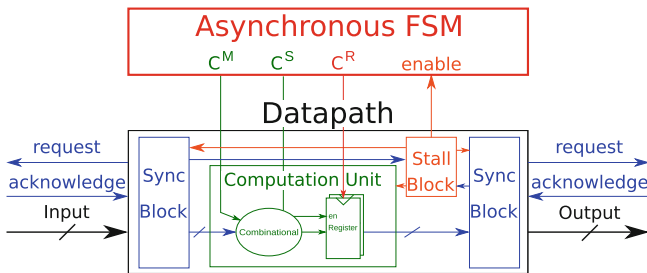 Asynchronous FSM
C^M C^S C^R enable
Datapath
request
acknowledge
Input
Sync
Block
Computation Unit
Combinational
en
Register
Stall
Block
Sync
Block
request
acknowledge
Output